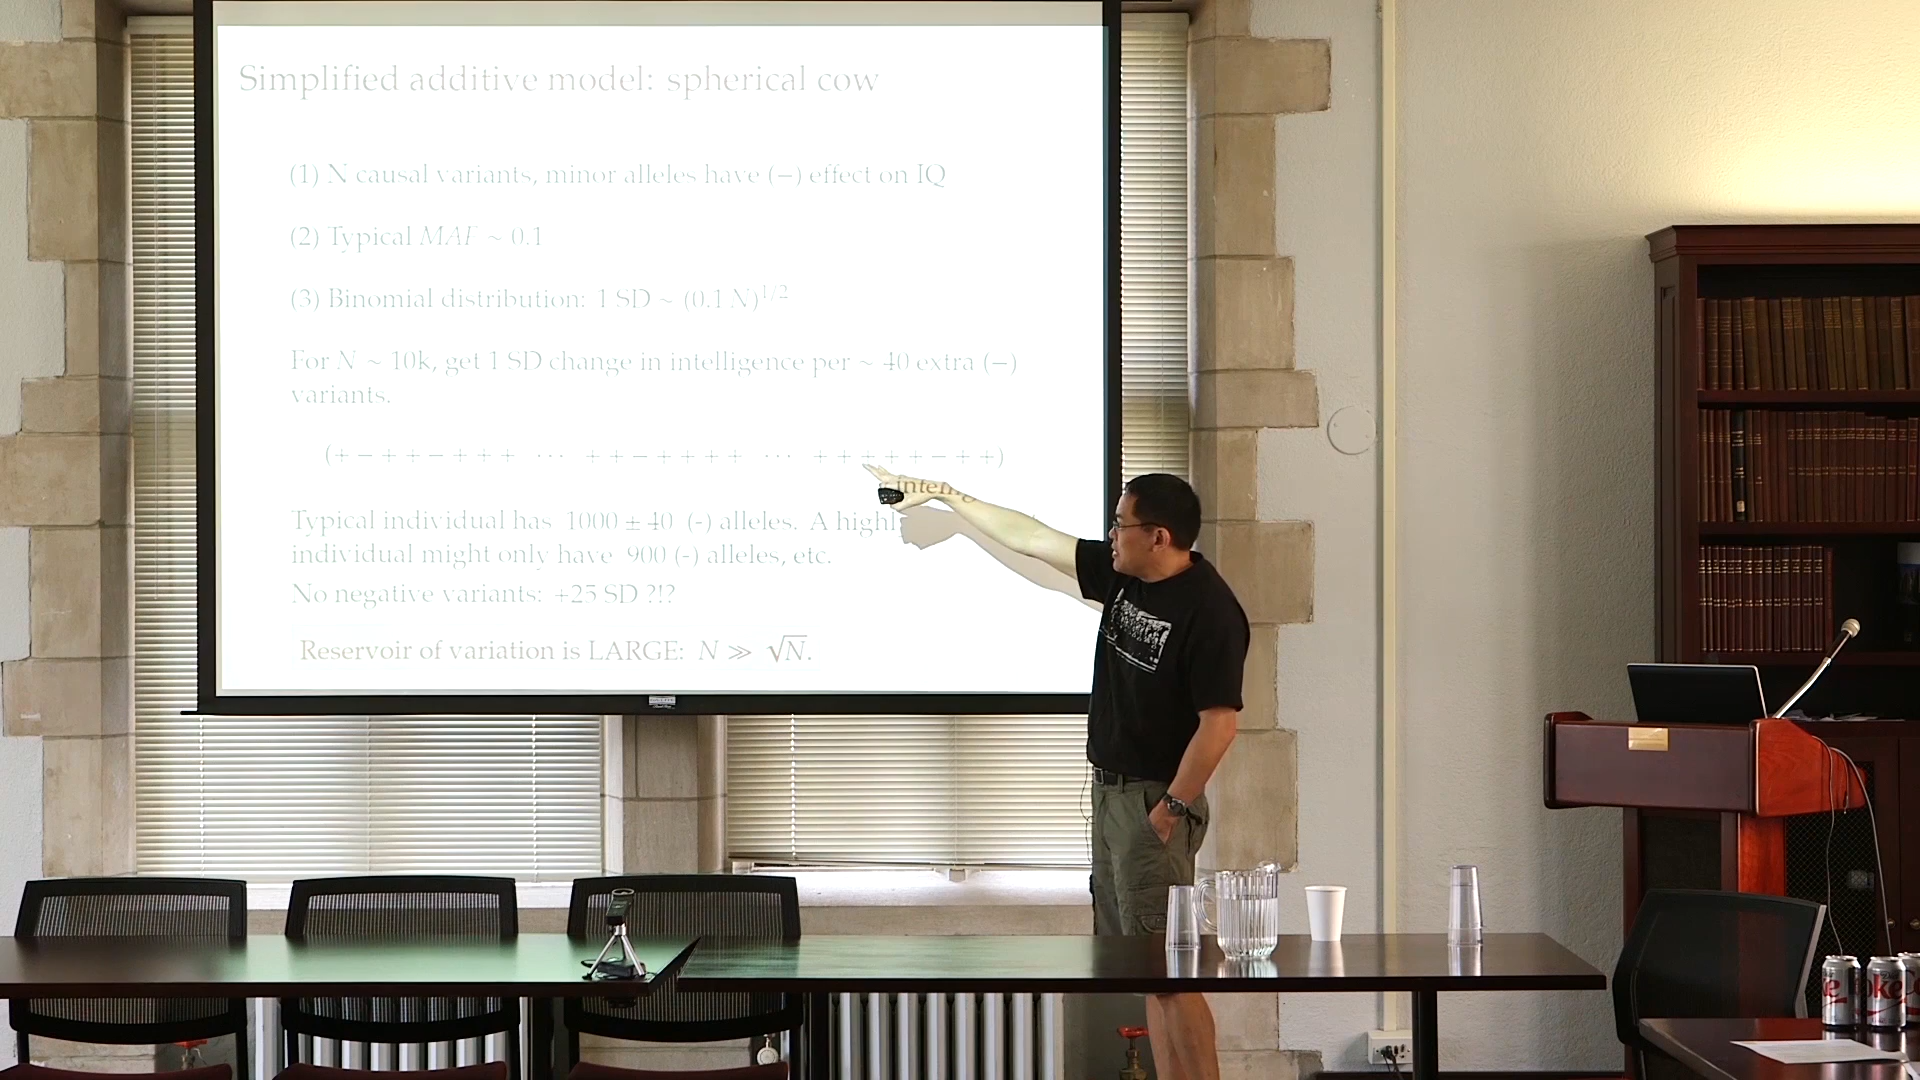 Simplified additive model: spherical cow
(1) N causal variants, minor alleles have (−) effect on IQ
(2) Typical MAF ~ 0.1
(3) Binomial distribution: 1 SD ~ (0.1 N)^1/2
For N ~ 10k, get 1 SD change in intelligence per ~ 40 extra (−)
variants.
(+ − + + − + + + ··· + + − + + + + ··· + + + + + − + +)
Typical individual has 1000 ± 40 (-) alleles. A highl
individual might only have 900 (-) alleles, etc.
No negative variants: +25 SD ?!?
Reservoir of variation is LARGE: N ≫ √N.